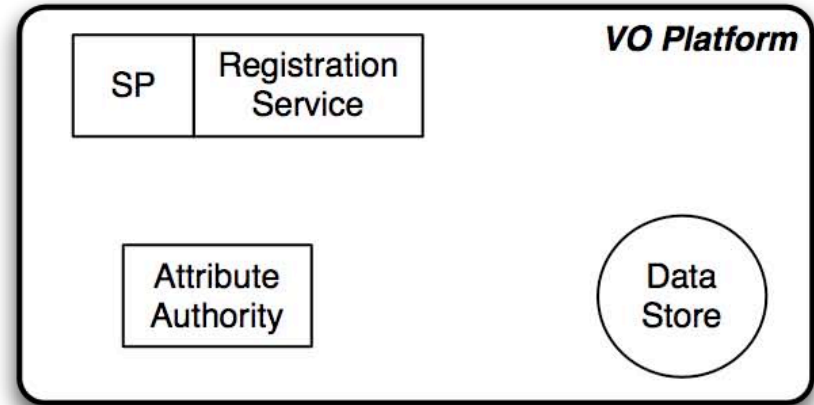 VO Platform
SP
Registration
Service
Attribute
Authority
Data
Store